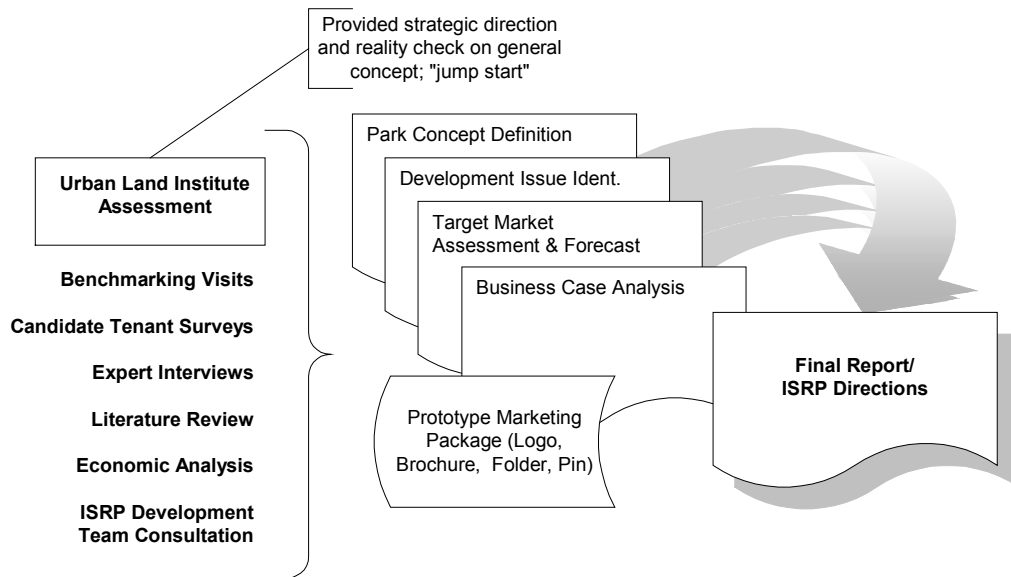 Provided strategic direction
and reality check on general
concept; "jump start"
Urban Land Institute
Assessment
Benchmarking Visits
Candidate Tenant Surveys
Expert Interviews
Literature Review
Economic Analysis
ISRP Development
Team Consultation
Park Concept Definition
Development Issue Ident.
Target Market
Assessment & Forecast
Business Case Analysis
Prototype Marketing
Package (Logo,
Brochure, Folder, Pin)
Final Report/
ISRP Directions